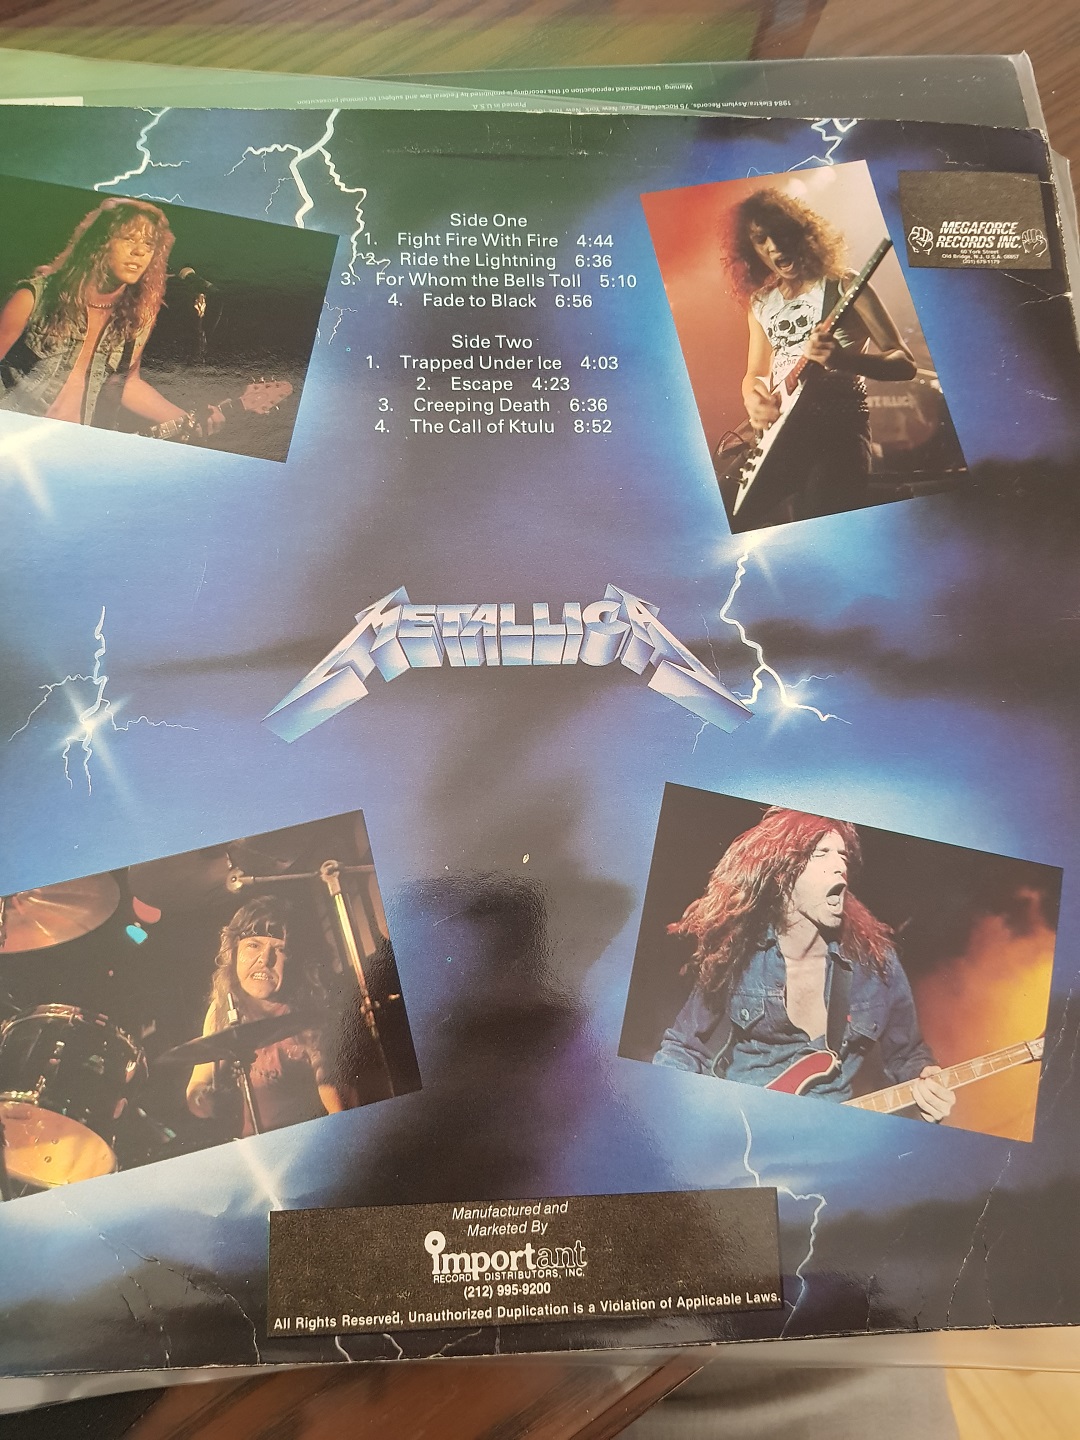 Warning: Unauthorized reproduction of this recording is prohibited by Federal law and subject to criminal prosecution.
1984 Elektra/Asylum Records, 75 Rockefeller Plaza, New York, New York
Printed in U.S.A.
MEGAFORCE
RECORDS INC.
60 York Street
Old Bridge, N.J., U.S.A. 08857
(201) 679-1179
Side One
1. Fight Fire With Fire 4:44
2. Ride the Lightning 6:36
3. For Whom the Bells Toll 5:10
4. Fade to Black 6:56
Side Two
1. Trapped Under Ice 4:03
2. Escape 4:23
3. Creeping Death 6:36
4. The Call of Ktulu 8:52
METALLICA
Manufactured and
Marketed By
important
RECORD DISTRIBUTORS, INC.
(212) 995-9200
All Rights Reserved, Unauthorized Duplication is a Violation of Applicable Laws.